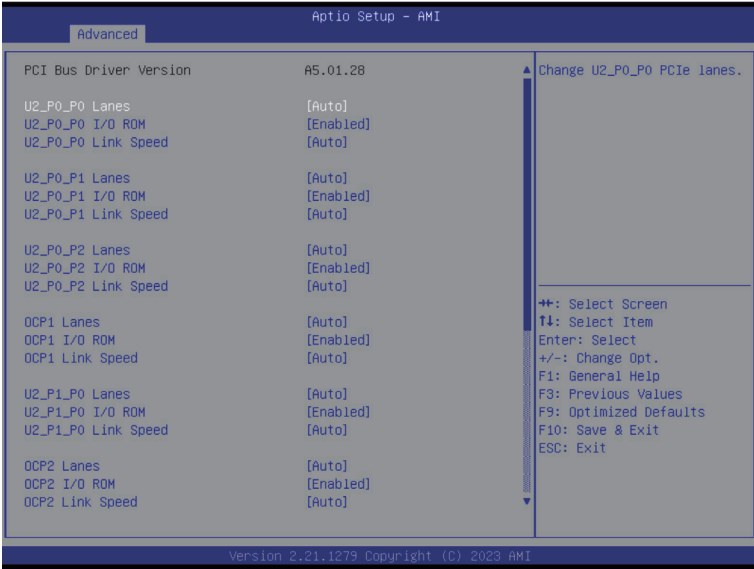 Aptio Setup – AMI
Advanced
PCI Bus Driver Version A5.01.28
U2_P0_P0 Lanes [Auto]
U2_P0_P0 I/O ROM [Enabled]
U2_P0_P0 Link Speed [Auto]
U2_P0_P1 Lanes [Auto]
U2_P0_P1 I/O ROM [Enabled]
U2_P0_P1 Link Speed [Auto]
U2_P0_P2 Lanes [Auto]
U2_P0_P2 I/O ROM [Enabled]
U2_P0_P2 Link Speed [Auto]
OCP1 Lanes [Auto]
OCP1 I/O ROM [Enabled]
OCP1 Link Speed [Auto]
U2_P1_P0 Lanes [Auto]
U2_P1_P0 I/O ROM [Enabled]
U2_P1_P0 Link Speed [Auto]
OCP2 Lanes [Auto]
OCP2 I/O ROM [Enabled]
OCP2 Link Speed [Auto]
Change U2_P0_P0 PCIe lanes.
→←: Select Screen
↑↓: Select Item
Enter: Select
+/-: Change Opt.
F1: General Help
F3: Previous Values
F9: Optimized Defaults
F10: Save & Exit
ESC: Exit
Version 2.21.1279 Copyright (C) 2023 AMI